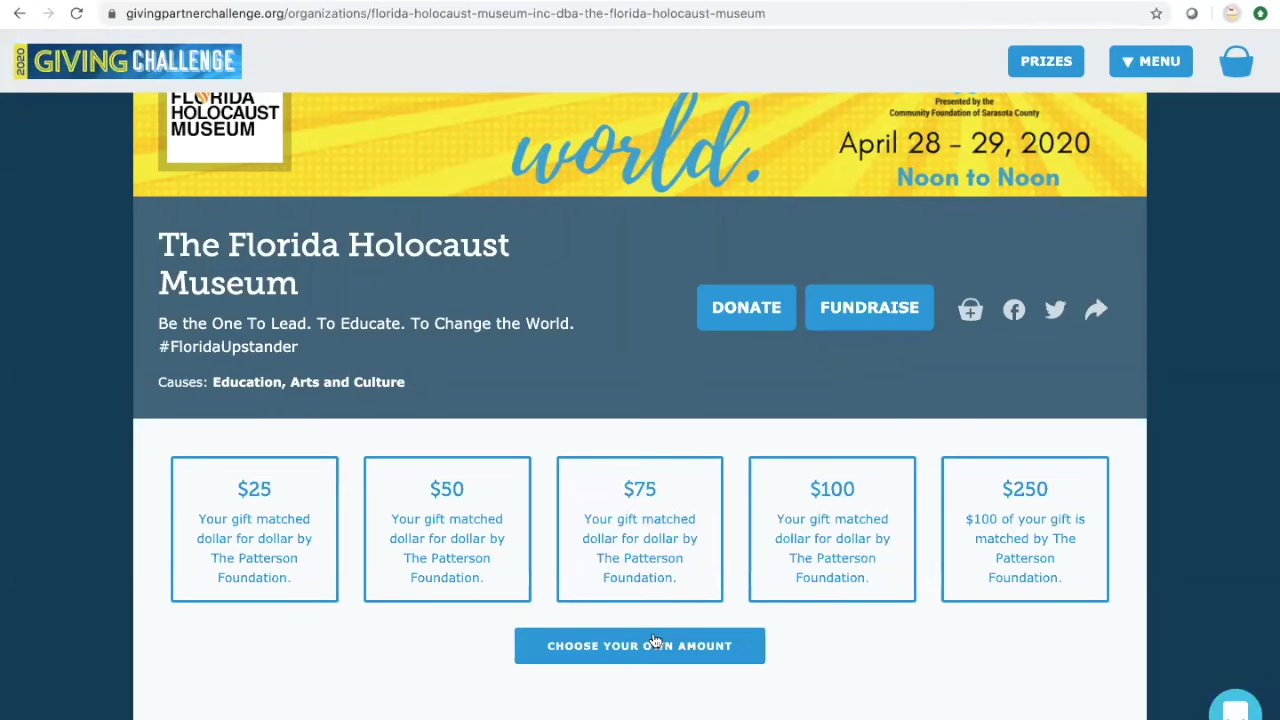 givingpartnerchallenge.org/organizations/florida-holocaust-museum-inc-dba-the-florida-holocaust-museum
2020 GIVING CHALLENGE
PRIZES
▼ MENU
FLORIDA
HOLOCAUST
MUSEUM
world.
Presented by the
Community Foundation of Sarasota County
April 28 – 29, 2020
Noon to Noon
The Florida Holocaust
Museum
Be the One To Lead. To Educate. To Change the World.
#FloridaUpstander
Causes: Education, Arts and Culture
DONATE
FUNDRAISE
$25
Your gift matched
dollar for dollar by
The Patterson
Foundation.
$50
Your gift matched
dollar for dollar by
The Patterson
Foundation.
$75
Your gift matched
dollar for dollar by
The Patterson
Foundation.
$100
Your gift matched
dollar for dollar by
The Patterson
Foundation.
$250
$100 of your gift is
matched by The
Patterson
Foundation.
CHOOSE YOUR OWN AMOUNT